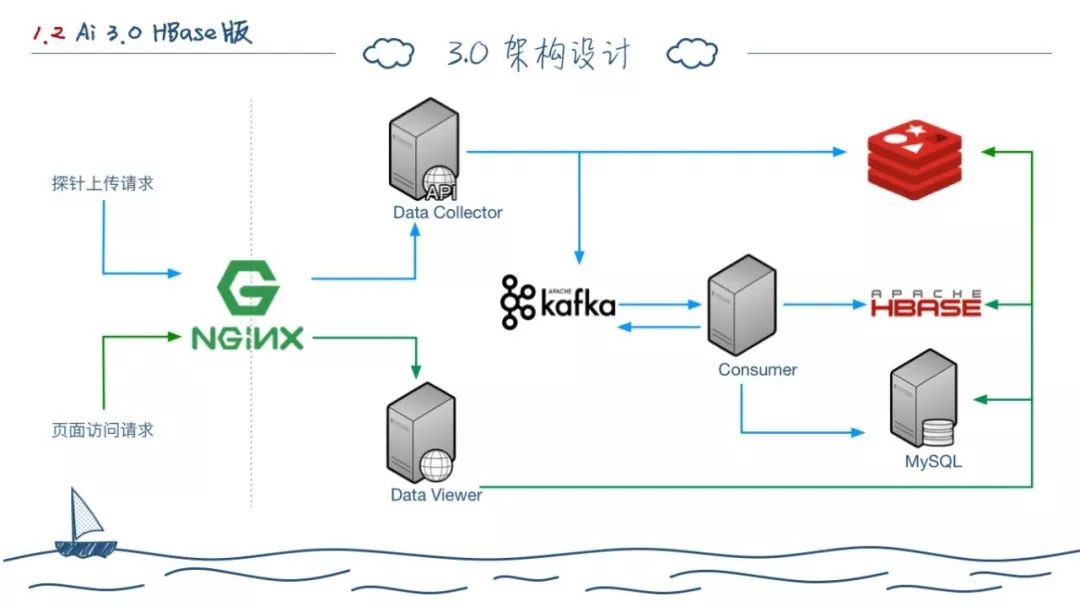 1.2 Ai 3.0 HBase版
3.0 架构设计
探针上传请求
API
Data Collector
NGINX
APACHE
kafka
APACHE
HBASE
Consumer
页面访问请求
MySQL
Data Viewer